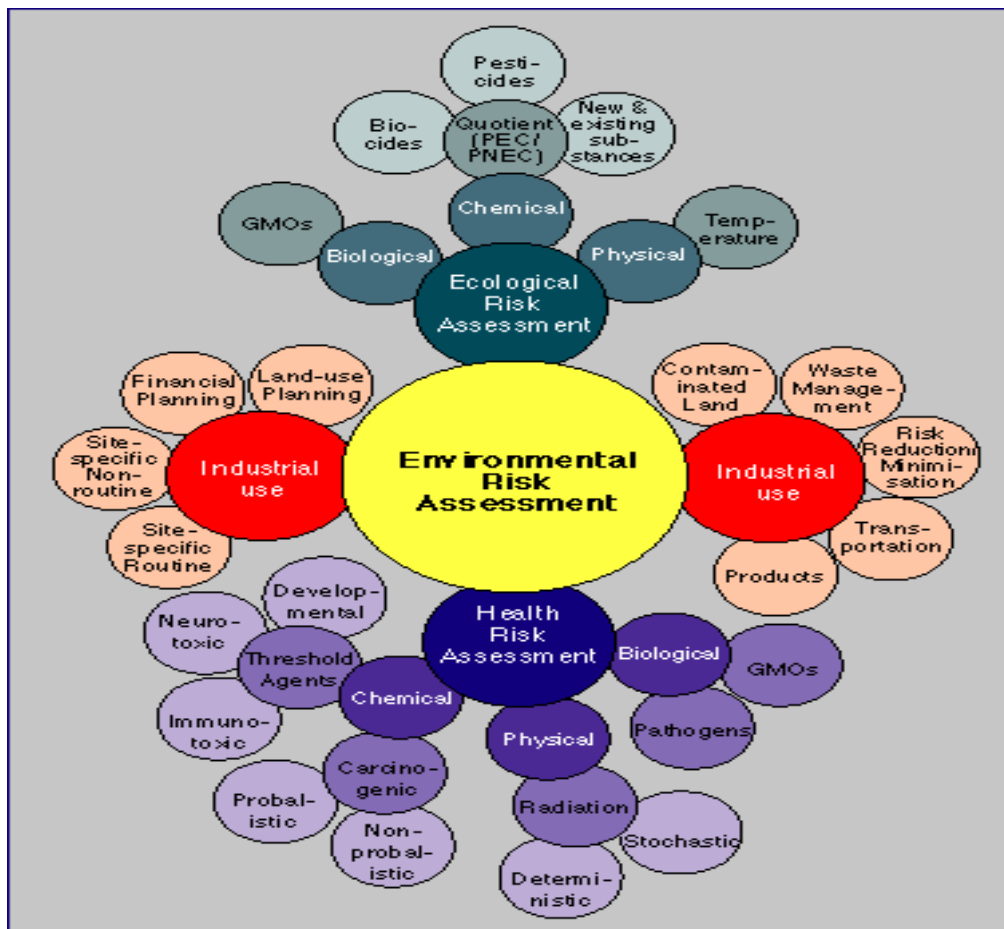 Pesti-
cides
Bio-
cides
Quotient
(PEC/
PNEC)
New &
existing
sub-
stances
Chemical
GMOs
Biological
Physical
Temp-
erature
Ecological
Risk
Assessment
Financial
Planning
Land-use
Planning
Site-
specific
Non-
routine
Site-
specific
Routine
Industrial
use
Environmental
Risk
Assessment
Contam-
inated
Land
Waste
Manage-
ment
Risk
Reduction/
Minimi-
sation
Trans-
portation
Products
Industrial
use
Health
Risk
Assessment
Develop-
mental
Neuro-
toxic
Threshold
Agents
Immuno-
toxic
Chemical
Carcino-
genic
Probal-
istic
Non-
probal-
istic
Physical
Radiation
Stochastic
Determi-
nistic
Biological
GMOs
Pathogens